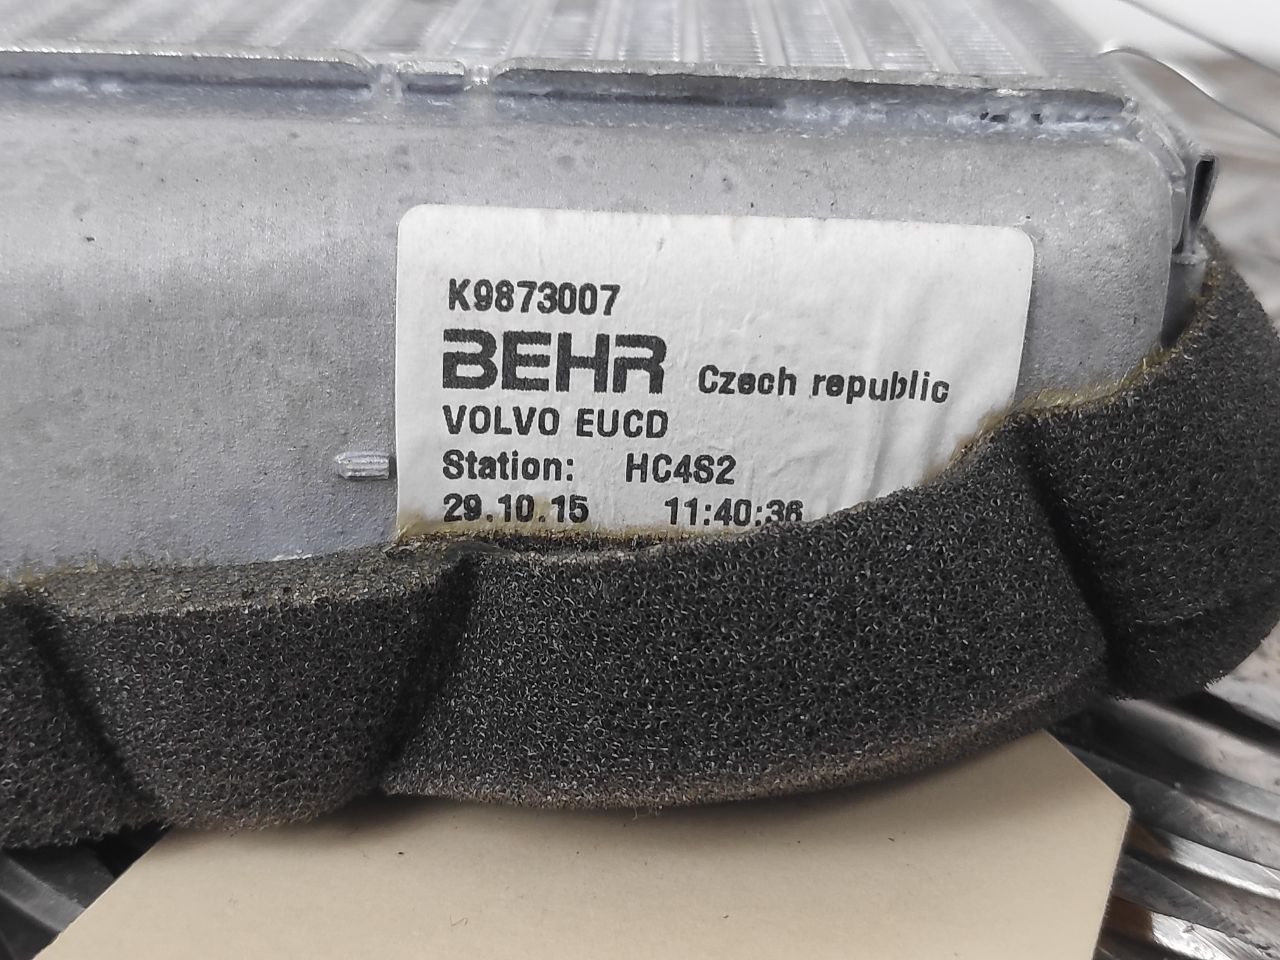 K9873007
BEHR Czech republic
VOLVO EUCD
Station: HC4S2
29.10.15 11:40:36